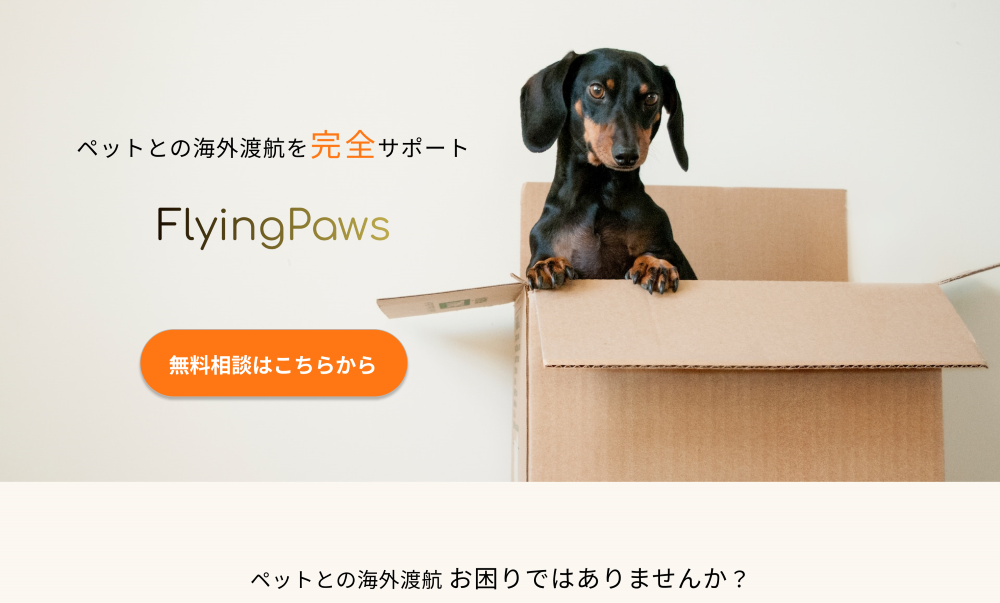 ペットとの海外渡航を完全サポート
FlyingPaws
無料相談はこちらから
ペットとの海外渡航 お困りではありませんか？